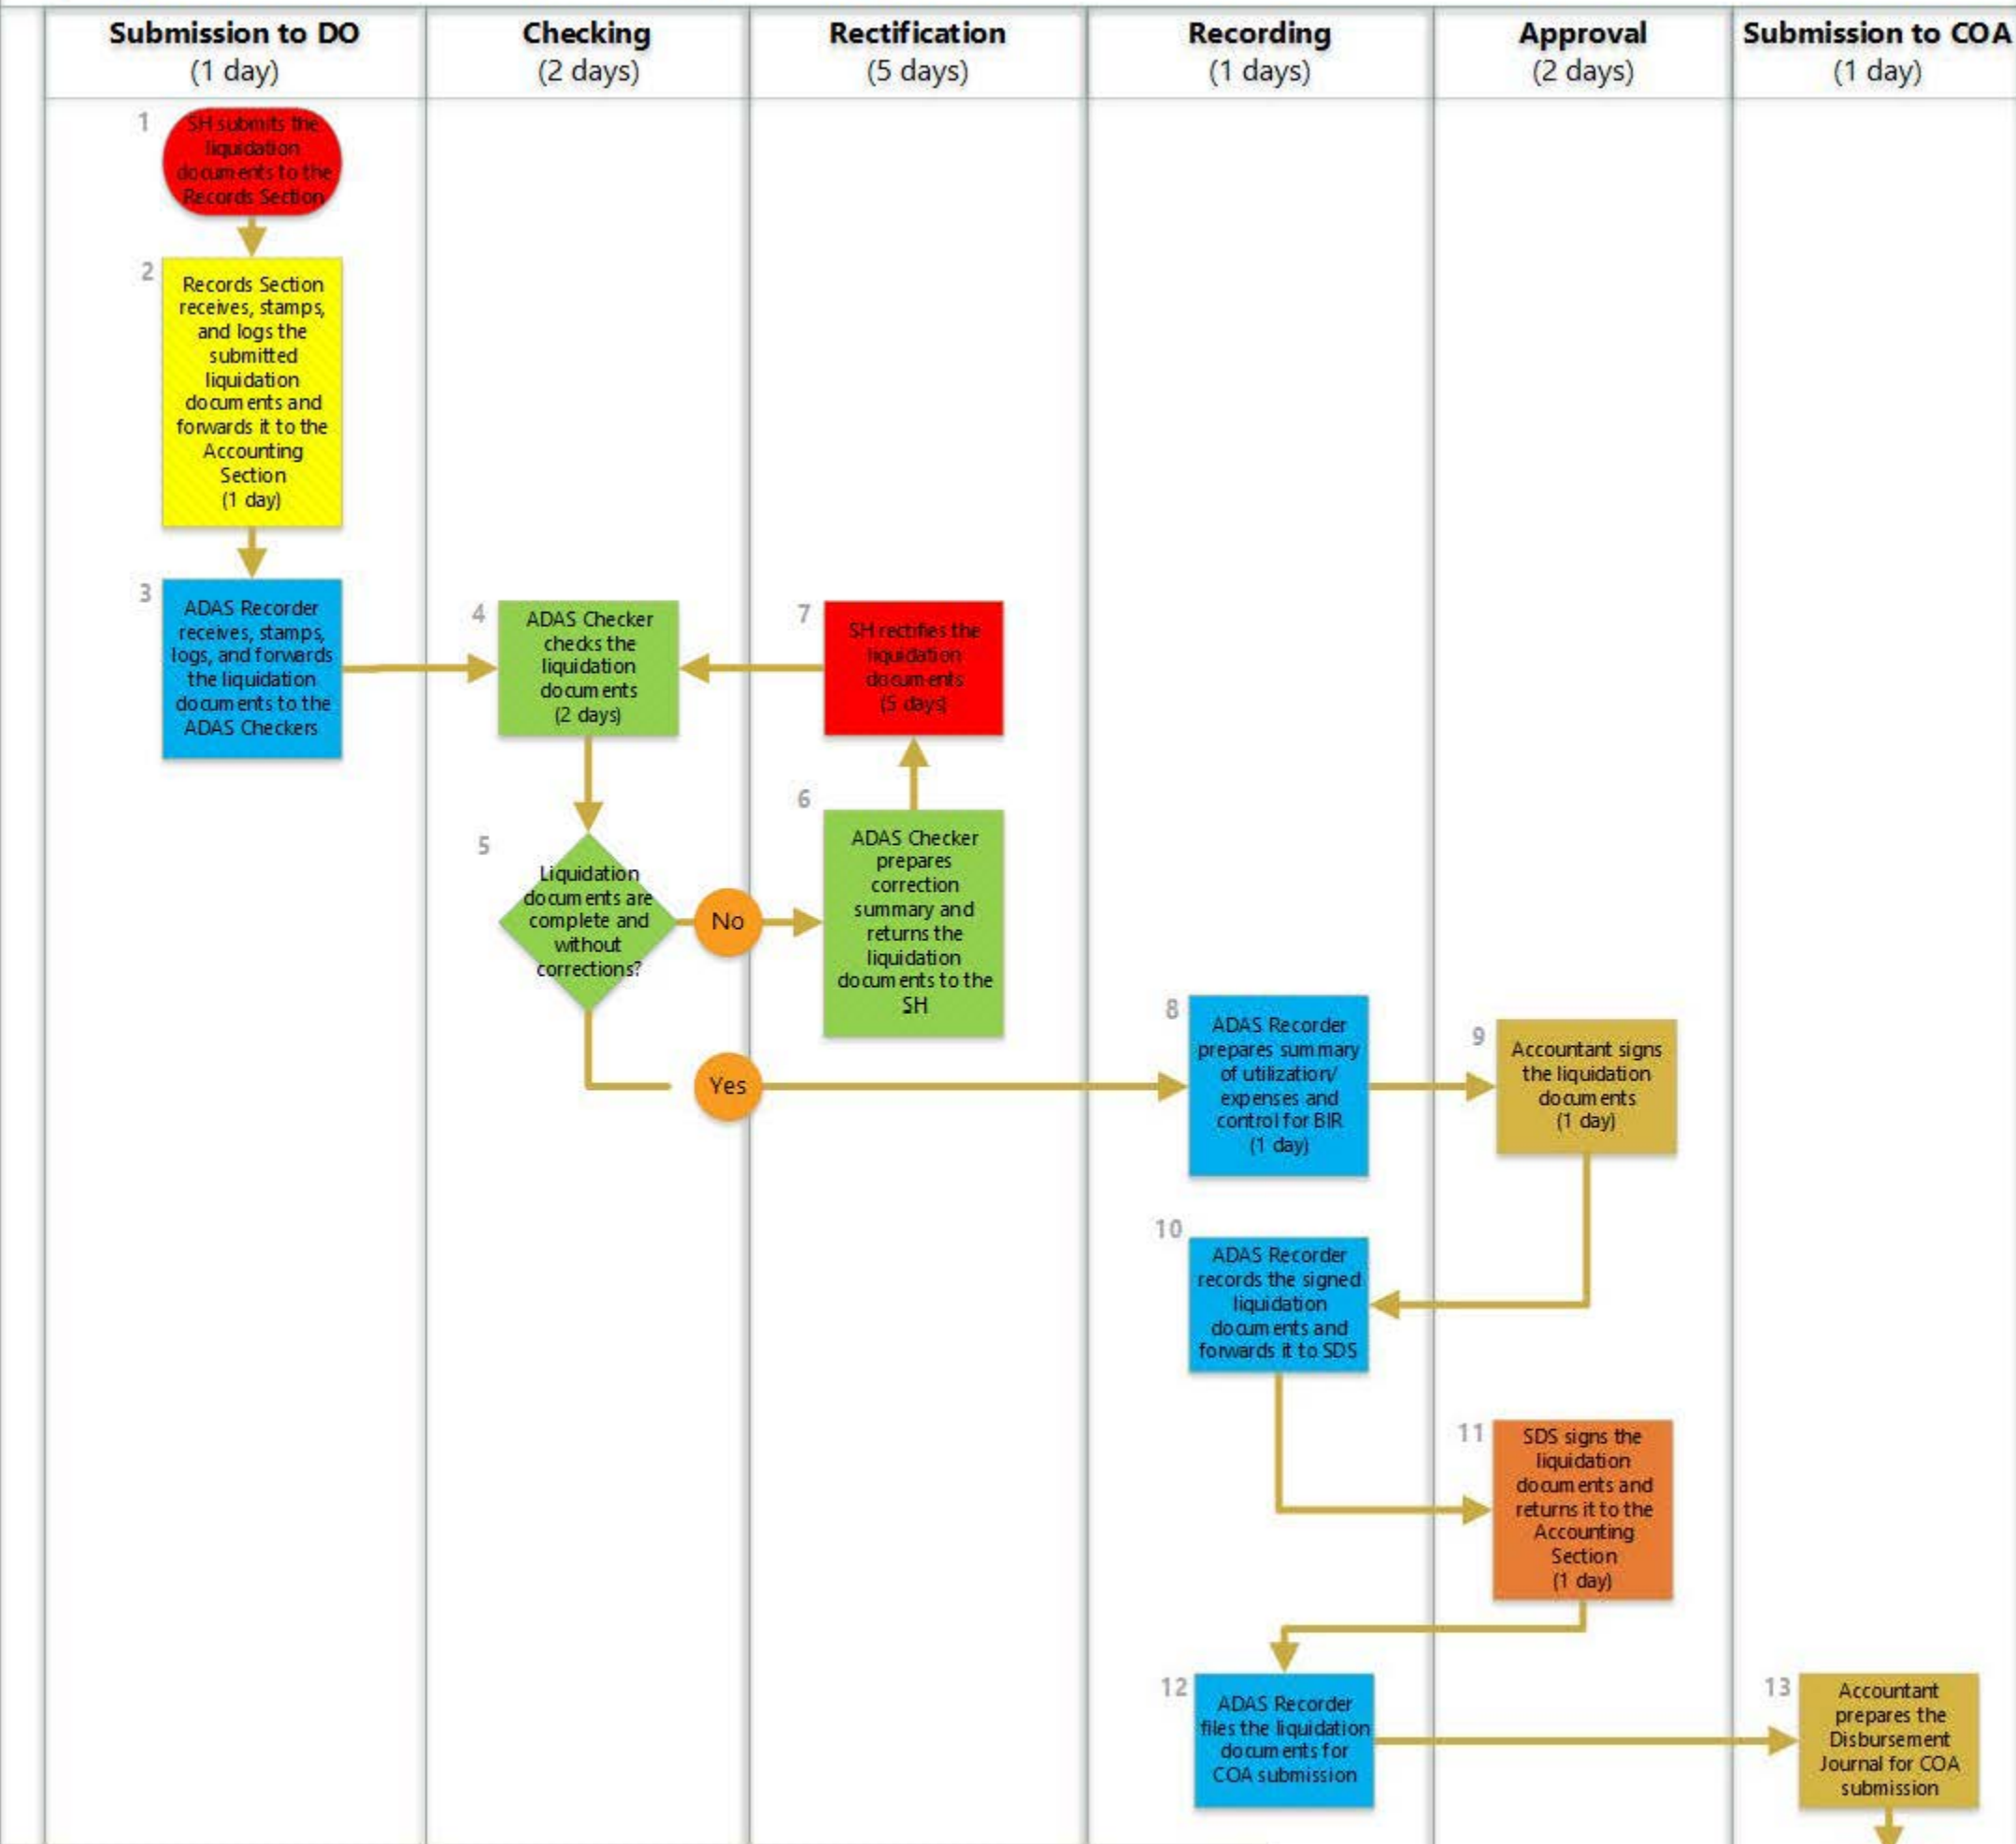 Submission to DO
(1 day)
Checking
(2 days)
Rectification
(5 days)
Recording
(1 days)
Approval
(2 days)
Submission to COA
(1 day)
1
SH submits the
liquidation
documents to the
Records Section
2
Records Section
receives, stamps,
and logs the
submitted
liquidation
documents and
forwards it to the
Accounting
Section
(1 day)
3
ADAS Recorder
receives, stamps,
logs, and forwards
the liquidation
documents to the
ADAS Checkers
4
ADAS Checker
checks the
liquidation
documents
(2 days)
5
Liquidation
documents are
complete and
without
corrections?
No
Yes
6
ADAS Checker
prepares
correction
summary and
returns the
liquidation
documents to the
SH
7
SH rectifies the
liquidation
documents
(5 days)
8
ADAS Recorder
prepares summary
of utilization/
expenses and
control for BIR
(1 day)
9
Accountant signs
the liquidation
documents
(1 day)
10
ADAS Recorder
records the signed
liquidation
documents and
forwards it to SDS
11
SDS signs the
liquidation
documents and
returns it to the
Accounting
Section
(1 day)
12
ADAS Recorder
files the liquidation
documents for
COA submission
13
Accountant
prepares the
Disbursement
Journal for COA
submission